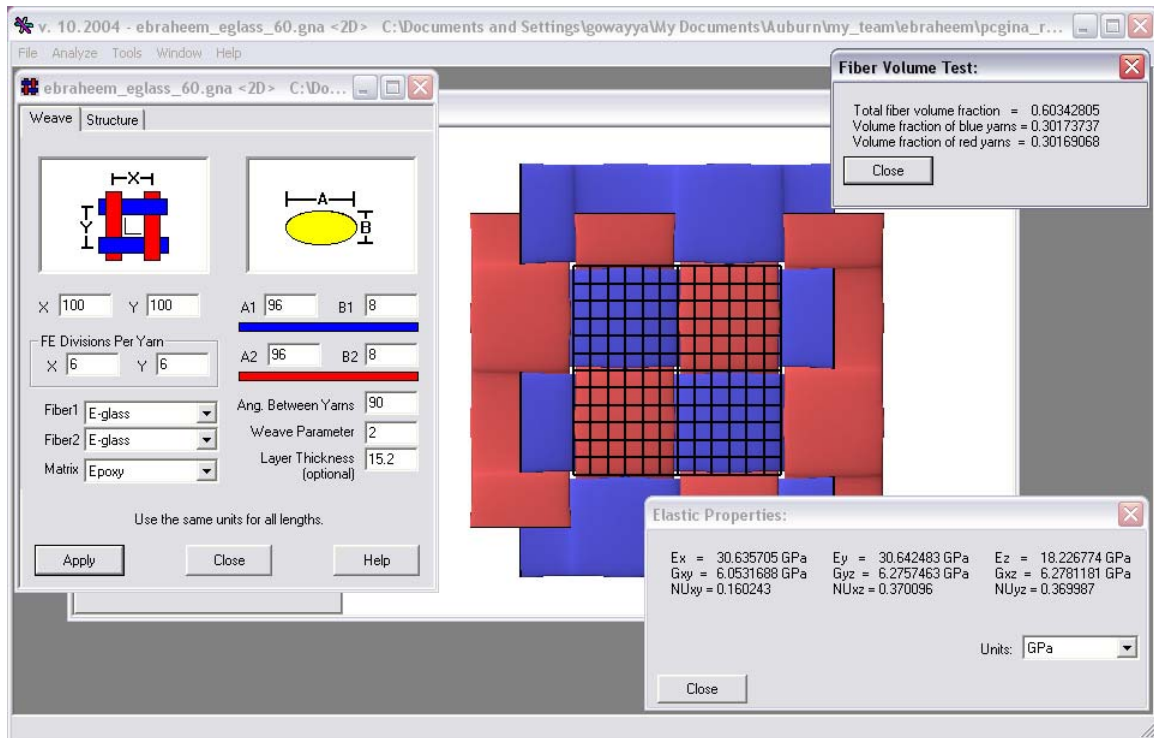 v. 10.2004 - ebraheem_eglass_60.gna <2D> C:\Documents and Settings\gowayya\My Documents\Auburn\my_team\ebraheem\pcgina_r...
File Analyze Tools Window Help
ebraheem_eglass_60.gna <2D> C:\Do...
Weave Structure
X
Y
A
B
X 100 Y 100
A1 96 B1 8
FE Divisions Per Yarn
X 6 Y 6
A2 96 B2 8
Fiber1 E-glass
Fiber2 E-glass
Matrix Epoxy
Ang. Between Yarns 90
Weave Parameter 2
Layer Thickness 15.2
(optional)
Use the same units for all lengths.
Apply Close Help
Fiber Volume Test:
Total fiber volume fraction = 0.60342805
Volume fraction of blue yarns = 0.30173737
Volume fraction of red yarns = 0.30169068
Close
Elastic Properties:
Ex = 30.635705 GPa Ey = 30.642483 GPa Ez = 18.226774 GPa
Gxy = 6.0531688 GPa Gyz = 6.2757463 GPa Gxz = 6.2781181 GPa
NUxy = 0.160243 NUxz = 0.370096 NUyz = 0.369987
Units: GPa
Close